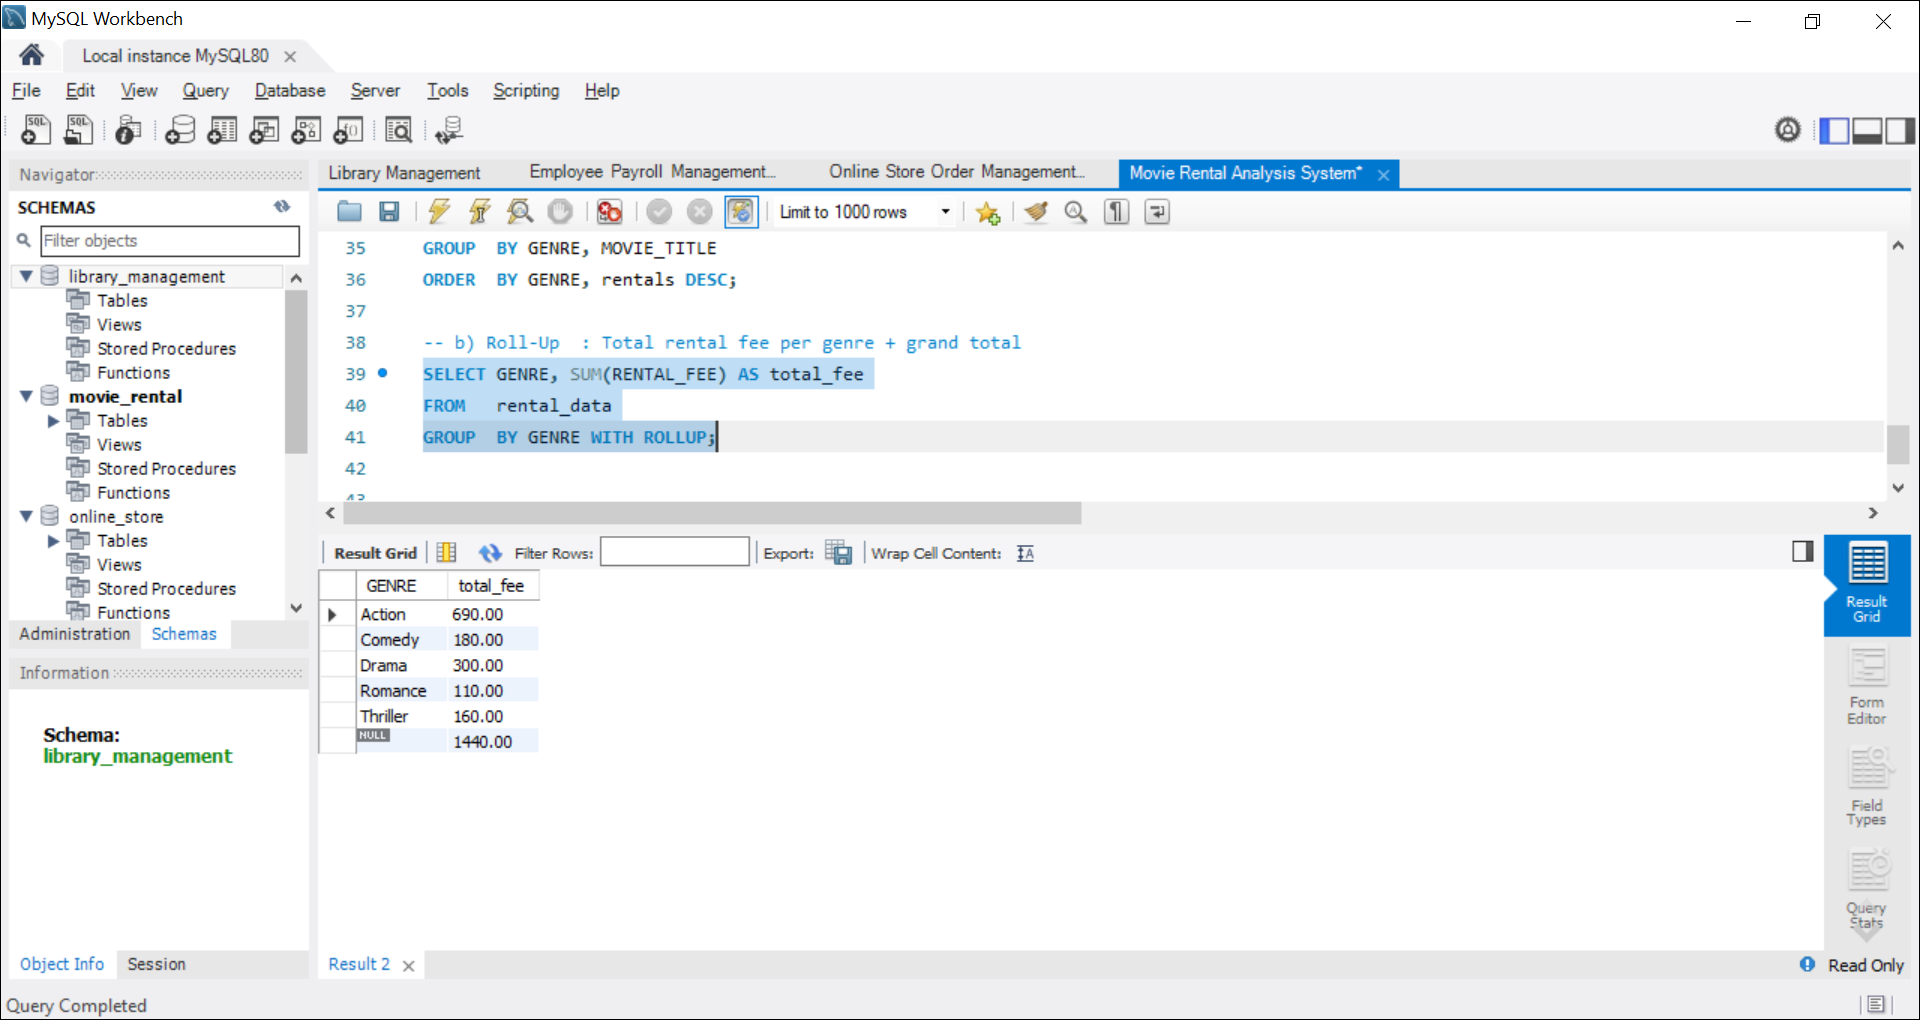 MySQL Workbench
Local instance MySQL80
File Edit View Query Database Server Tools Scripting Help
Navigator
SCHEMAS
Filter objects
library_management
Tables
Views
Stored Procedures
Functions
movie_rental
Tables
Views
Stored Procedures
Functions
online_store
Tables
Views
Stored Procedures
Functions
Administration Schemas
Information
Schema:
library_management
Object Info Session
Query Completed
Library Management Employee Payroll Management... Online Store Order Management... Movie Rental Analysis System*
Limit to 1000 rows
35 GROUP  BY GENRE, MOVIE_TITLE
36 ORDER  BY GENRE, rentals DESC;
37
38 -- b) Roll-Up  : Total rental fee per genre + grand total
39 SELECT GENRE, SUM(RENTAL_FEE) AS total_fee
40 FROM   rental_data
41 GROUP  BY GENRE WITH ROLLUP;
42
43
Result Grid Filter Rows: Export: Wrap Cell Content:
GENRE total_fee
Action 690.00
Comedy 180.00
Drama 300.00
Romance 110.00
Thriller 160.00
NULL 1440.00
Result
Grid
Form
Editor
Field
Types
Query
Stats
Result 2
Read Only